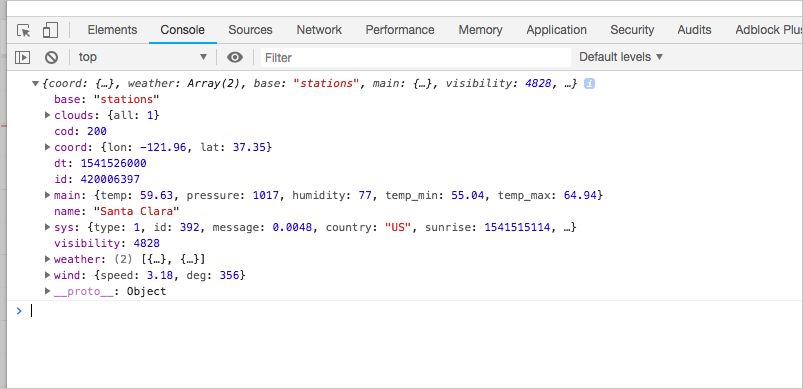 Elements Console Sources Network Performance Memory Application Security Audits Adblock Plus
top Filter Default levels
{coord: {…}, weather: Array(2), base: "stations", main: {…}, visibility: 4828, …} i
base: "stations"
clouds: {all: 1}
cod: 200
coord: {lon: -121.96, lat: 37.35}
dt: 1541526000
id: 420006397
main: {temp: 59.63, pressure: 1017, humidity: 77, temp_min: 55.04, temp_max: 64.94}
name: "Santa Clara"
sys: {type: 1, id: 392, message: 0.0048, country: "US", sunrise: 1541515114, …}
visibility: 4828
weather: (2) [{…}, {…}]
wind: {speed: 3.18, deg: 356}
__proto__: Object